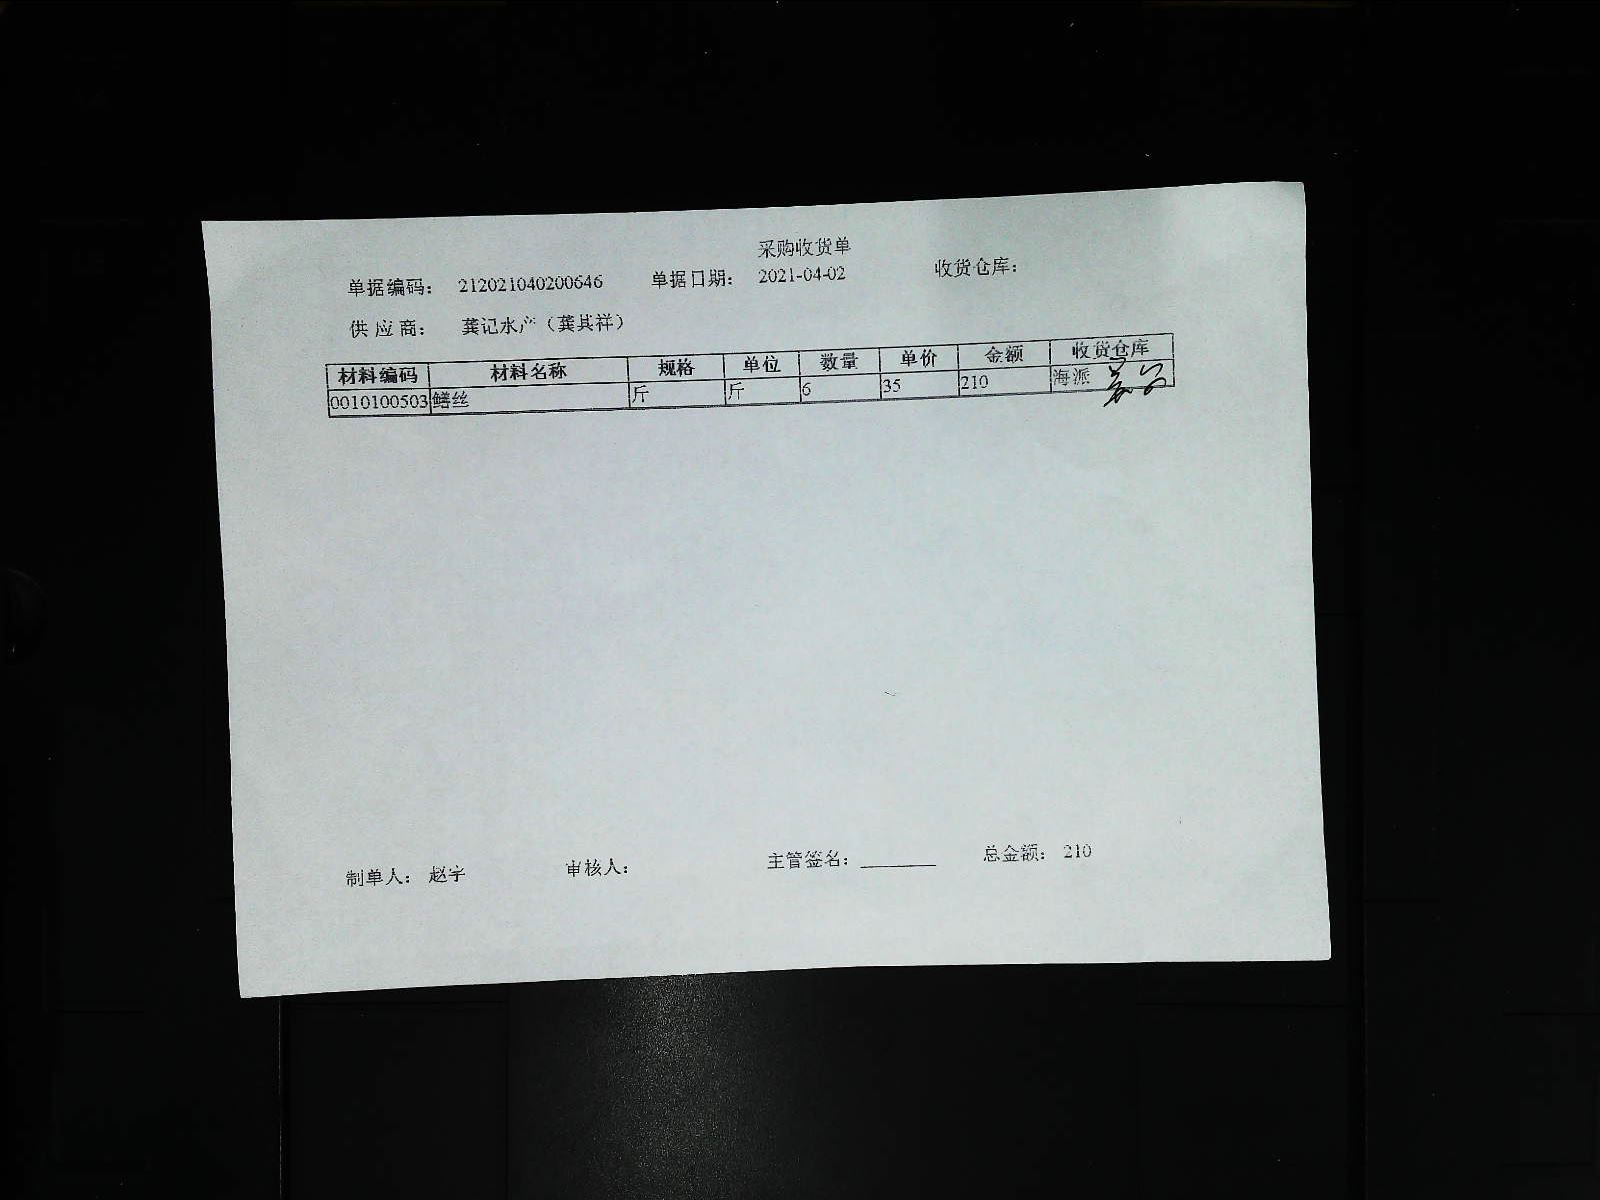 采购收货单
单据编码： 212021040200646 单据日期： 2021-04-02 收货仓库：
供 应 商： 龚记水产（龚其祥）
材料编码 材料名称 规格 单位 数量 单价 金额 收货仓库
0010100503 鳝丝 斤 斤 6 35 210 海派
制单人： 赵宇 审核人： 主管签名： 总金额： 210